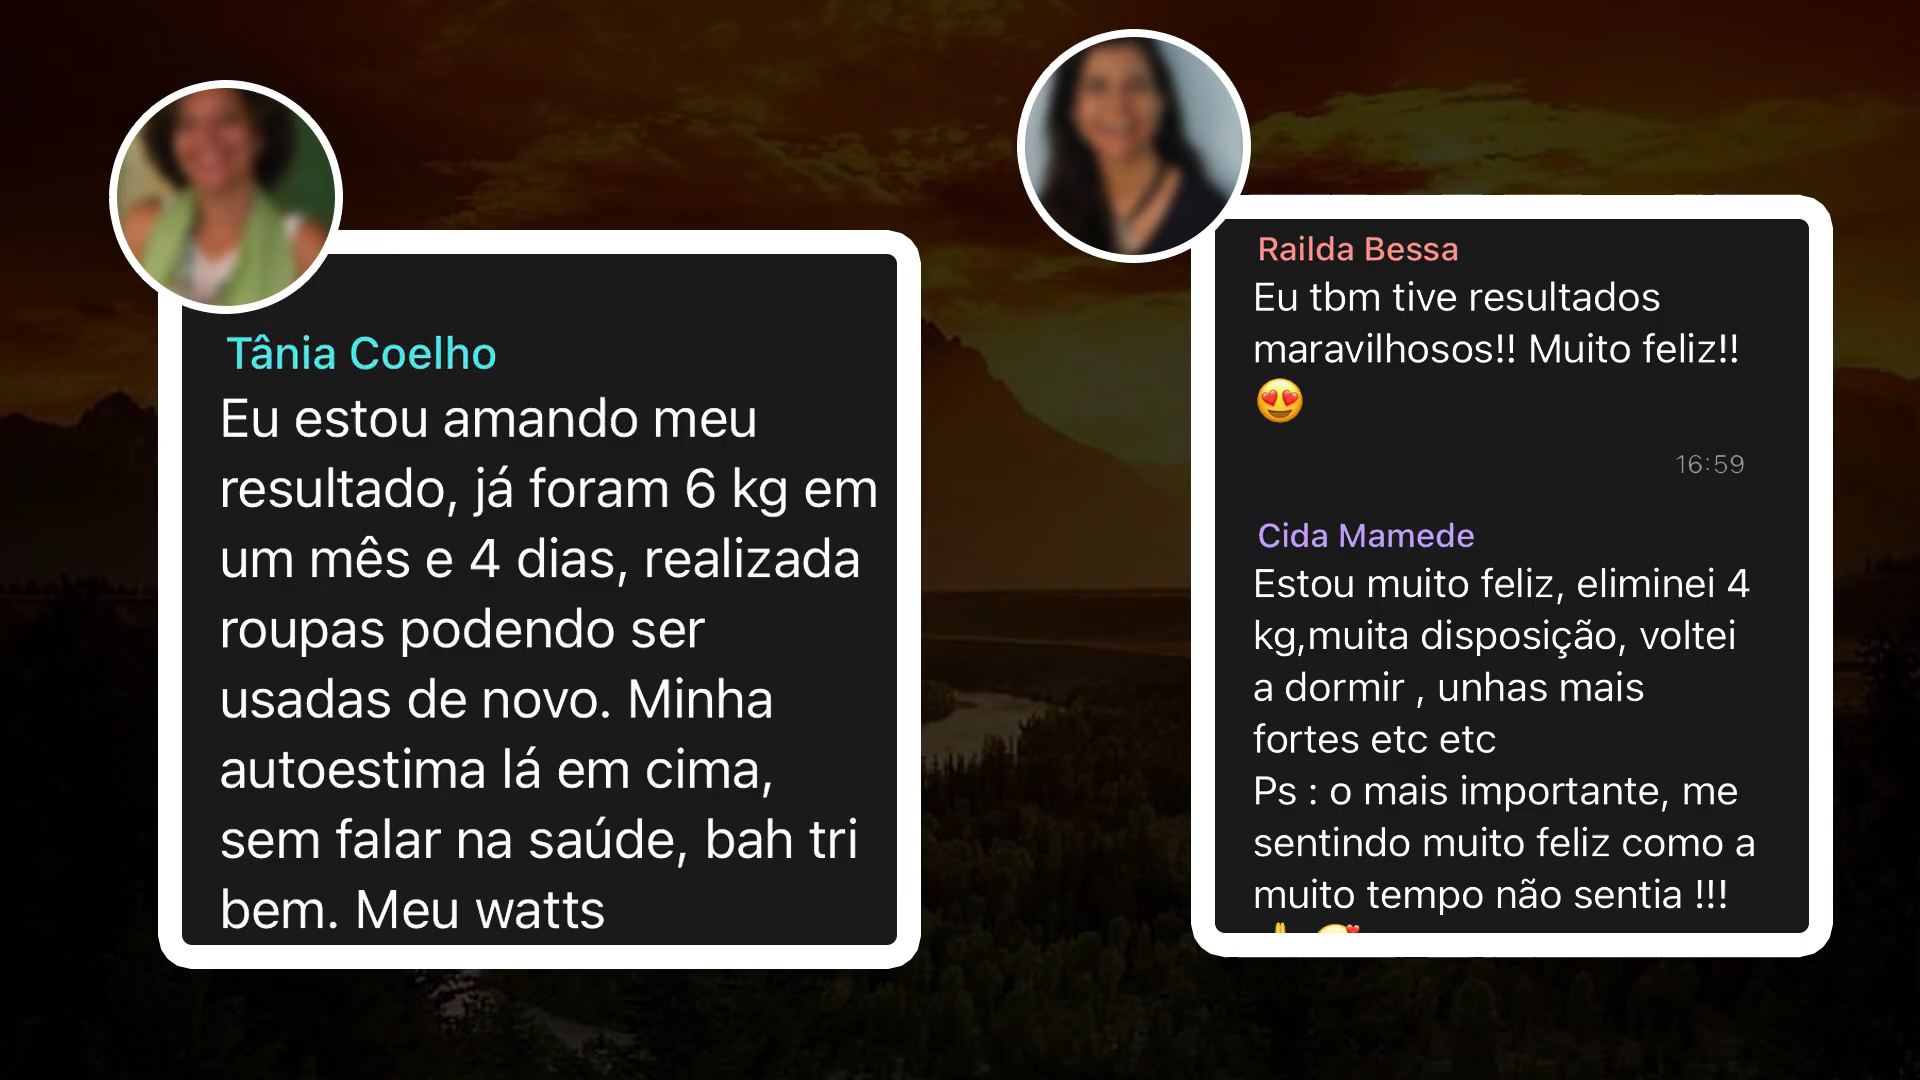 Tânia Coelho
Eu estou amando meu
resultado, já foram 6 kg em
um mês e 4 dias, realizada
roupas podendo ser
usadas de novo. Minha
autoestima lá em cima,
sem falar na saúde, bah tri
bem. Meu watts
Railda Bessa
Eu tbm tive resultados
maravilhosos!! Muito feliz!!
😍
16:59
Cida Mamede
Estou muito feliz, eliminei 4
kg,muita disposição, voltei
a dormir , unhas mais
fortes etc etc
Ps : o mais importante, me
sentindo muito feliz como a
muito tempo não sentia !!!